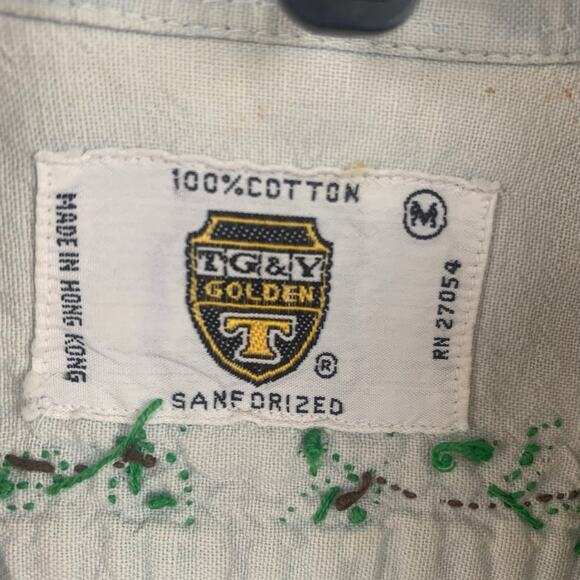 100% COTTON
M
MADE IN HONG KONG
TG&Y
GOLDEN
T
®
RN 27054
SANFORIZED